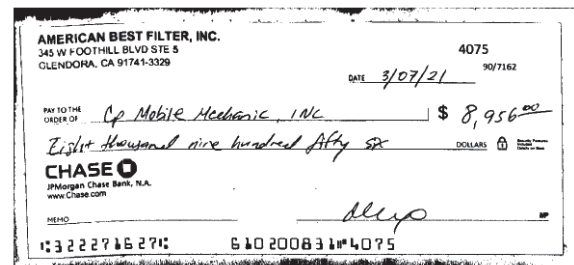 AMERICAN BEST FILTER, INC.
345 W FOOTHILL BLVD STE 5
GLENDORA, CA 91741-3329
4075
90/7162
DATE 3/07/21
PAY TO THE
ORDER OF Cp Mobile Mechanic, INC $ 8,956 00
Eight thousand nine hundred fifty six DOLLARS
CHASE
JPMorgan Chase Bank, N.A.
www.Chase.com
MEMO
MP
⑆322271627⑆ 610200831⑈4075